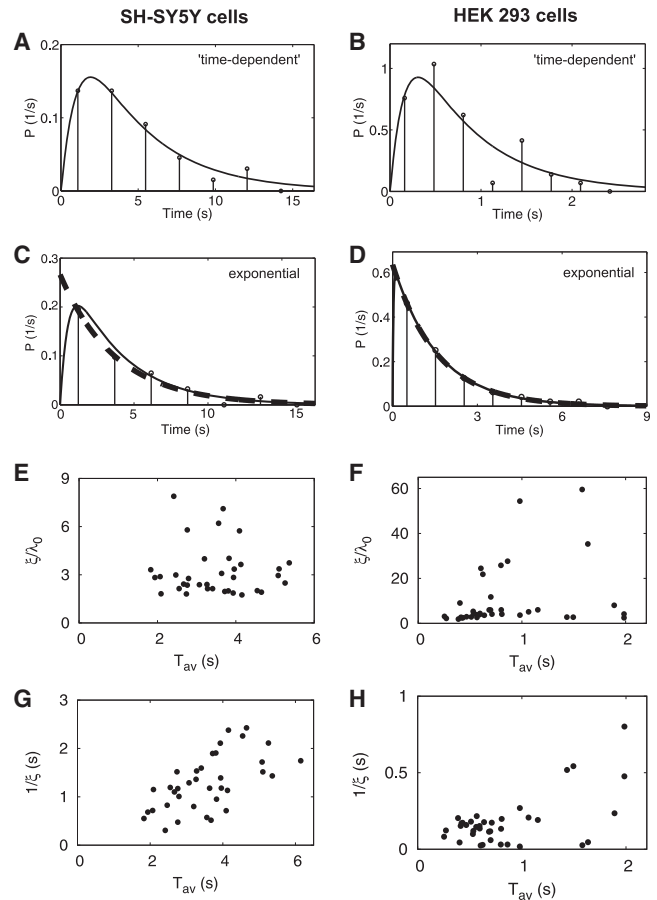 SH-SY5Y cells
HEK 293 cells
A
'time-dependent'
P (1/s)
0.2
0.1
0
0 5 10 15
Time (s)
B
'time-dependent'
P (1/s)
1
0.5
0
0 1 2
Time (s)
C
exponential
P (1/s)
0.3
0.2
0.1
0
0 5 10 15
Time (s)
D
exponential
P (1/s)
0.6
0.4
0.2
0
0 3 6 9
Time (s)
E
ξ/λ0
9
6
3
0
0 2 4 6
Tav (s)
F
ξ/λ0
60
40
20
0
0 1 2
Tav (s)
G
1/ξ (s)
3
2
1
0
0 2 4 6
Tav (s)
H
1/ξ (s)
1
0.5
0
0 1 2
Tav (s)